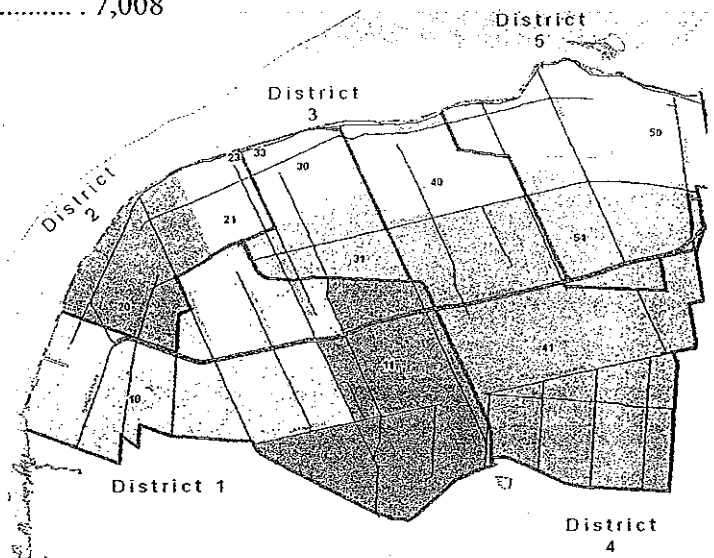 .......... . 7,008
District
5
District
3
District
2
23
33
30
50
40
21
31
51
20
41
11
10
District 1
District
4